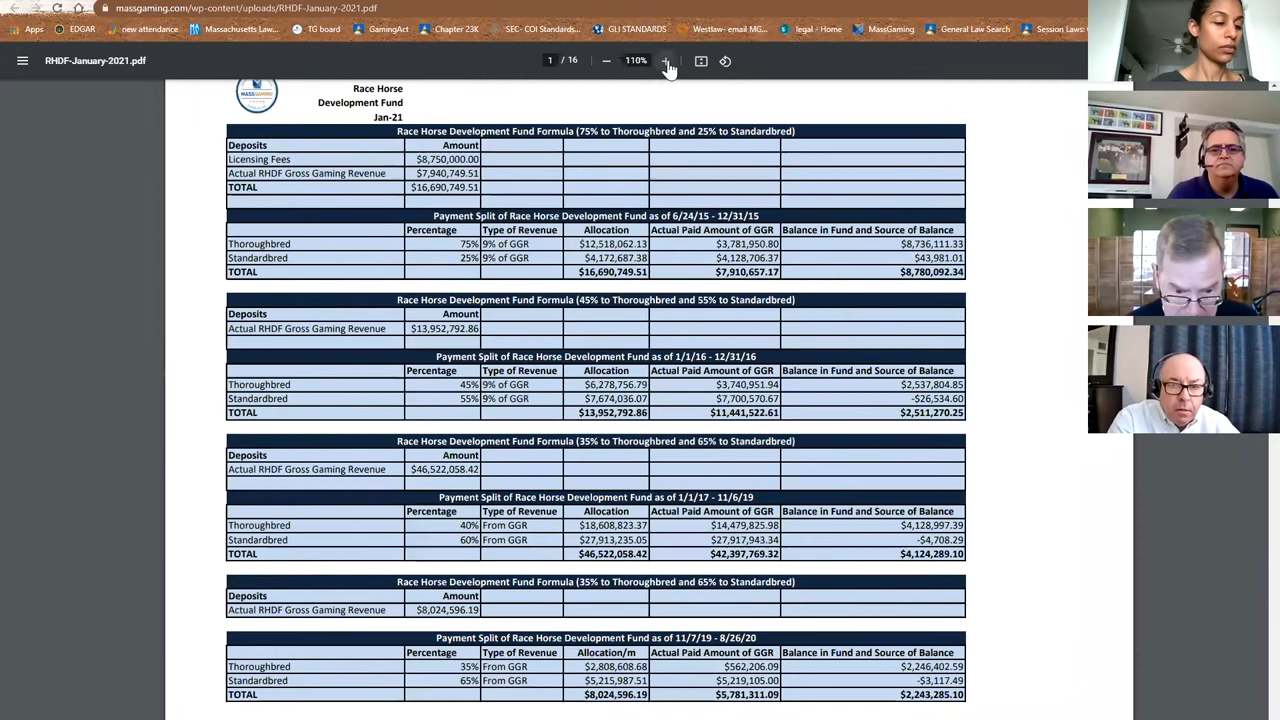 massgaming.com/wp-content/uploads/RHDF-January-2021.pdf
Apps EDGAR new attendance Massachusetts Law... TG board GamingAct Chapter 23K SEC- COI Standards -... GLI STANDARDS Westlaw- email MG... legal - Home MassGaming General Law Search Session Laws: C
RHDF-January-2021.pdf 1 / 16 110%
MASSGAMING
Race Horse
Development Fund
Jan-21
Race Horse Development Fund Formula (75% to Thoroughbred and 25% to Standardbred)
Deposits Amount
Licensing Fees $8,750,000.00
Actual RHDF Gross Gaming Revenue $7,940,749.51
TOTAL $16,690,749.51
Payment Split of Race Horse Development Fund as of 6/24/15 - 12/31/15
Percentage Type of Revenue Allocation Actual Paid Amount of GGR Balance in Fund and Source of Balance
Thoroughbred 75% 9% of GGR $12,518,062.13 $3,781,950.80 $8,736,111.33
Standardbred 25% 9% of GGR $4,172,687.38 $4,128,706.37 $43,981.01
TOTAL $16,690,749.51 $7,910,657.17 $8,780,092.34
Race Horse Development Fund Formula (45% to Thoroughbred and 55% to Standardbred)
Deposits Amount
Actual RHDF Gross Gaming Revenue $13,952,792.86
Payment Split of Race Horse Development Fund as of 1/1/16 - 12/31/16
Percentage Type of Revenue Allocation Actual Paid Amount of GGR Balance in Fund and Source of Balance
Thoroughbred 45% 9% of GGR $6,278,756.79 $3,740,951.94 $2,537,804.85
Standardbred 55% 9% of GGR $7,674,036.07 $7,700,570.67 -$26,534.60
TOTAL $13,952,792.86 $11,441,522.61 $2,511,270.25
Race Horse Development Fund Formula (35% to Thoroughbred and 65% to Standardbred)
Deposits Amount
Actual RHDF Gross Gaming Revenue $46,522,058.42
Payment Split of Race Horse Development Fund as of 1/1/17 - 11/6/19
Percentage Type of Revenue Allocation Actual Paid Amount of GGR Balance in Fund and Source of Balance
Thoroughbred 40% From GGR $18,608,823.37 $14,479,825.98 $4,128,997.39
Standardbred 60% From GGR $27,913,235.05 $27,917,943.34 -$4,708.29
TOTAL $46,522,058.42 $42,397,769.32 $4,124,289.10
Race Horse Development Fund Formula (35% to Thoroughbred and 65% to Standardbred)
Deposits Amount
Actual RHDF Gross Gaming Revenue $8,024,596.19
Payment Split of Race Horse Development Fund as of 11/7/19 - 8/26/20
Percentage Type of Revenue Allocation/m Actual Paid Amount of GGR Balance in Fund and Source of Balance
Thoroughbred 35% From GGR $2,808,608.68 $562,206.09 $2,246,402.59
Standardbred 65% From GGR $5,215,987.51 $5,219,105.00 -$3,117.49
TOTAL $8,024,596.19 $5,781,311.09 $2,243,285.10